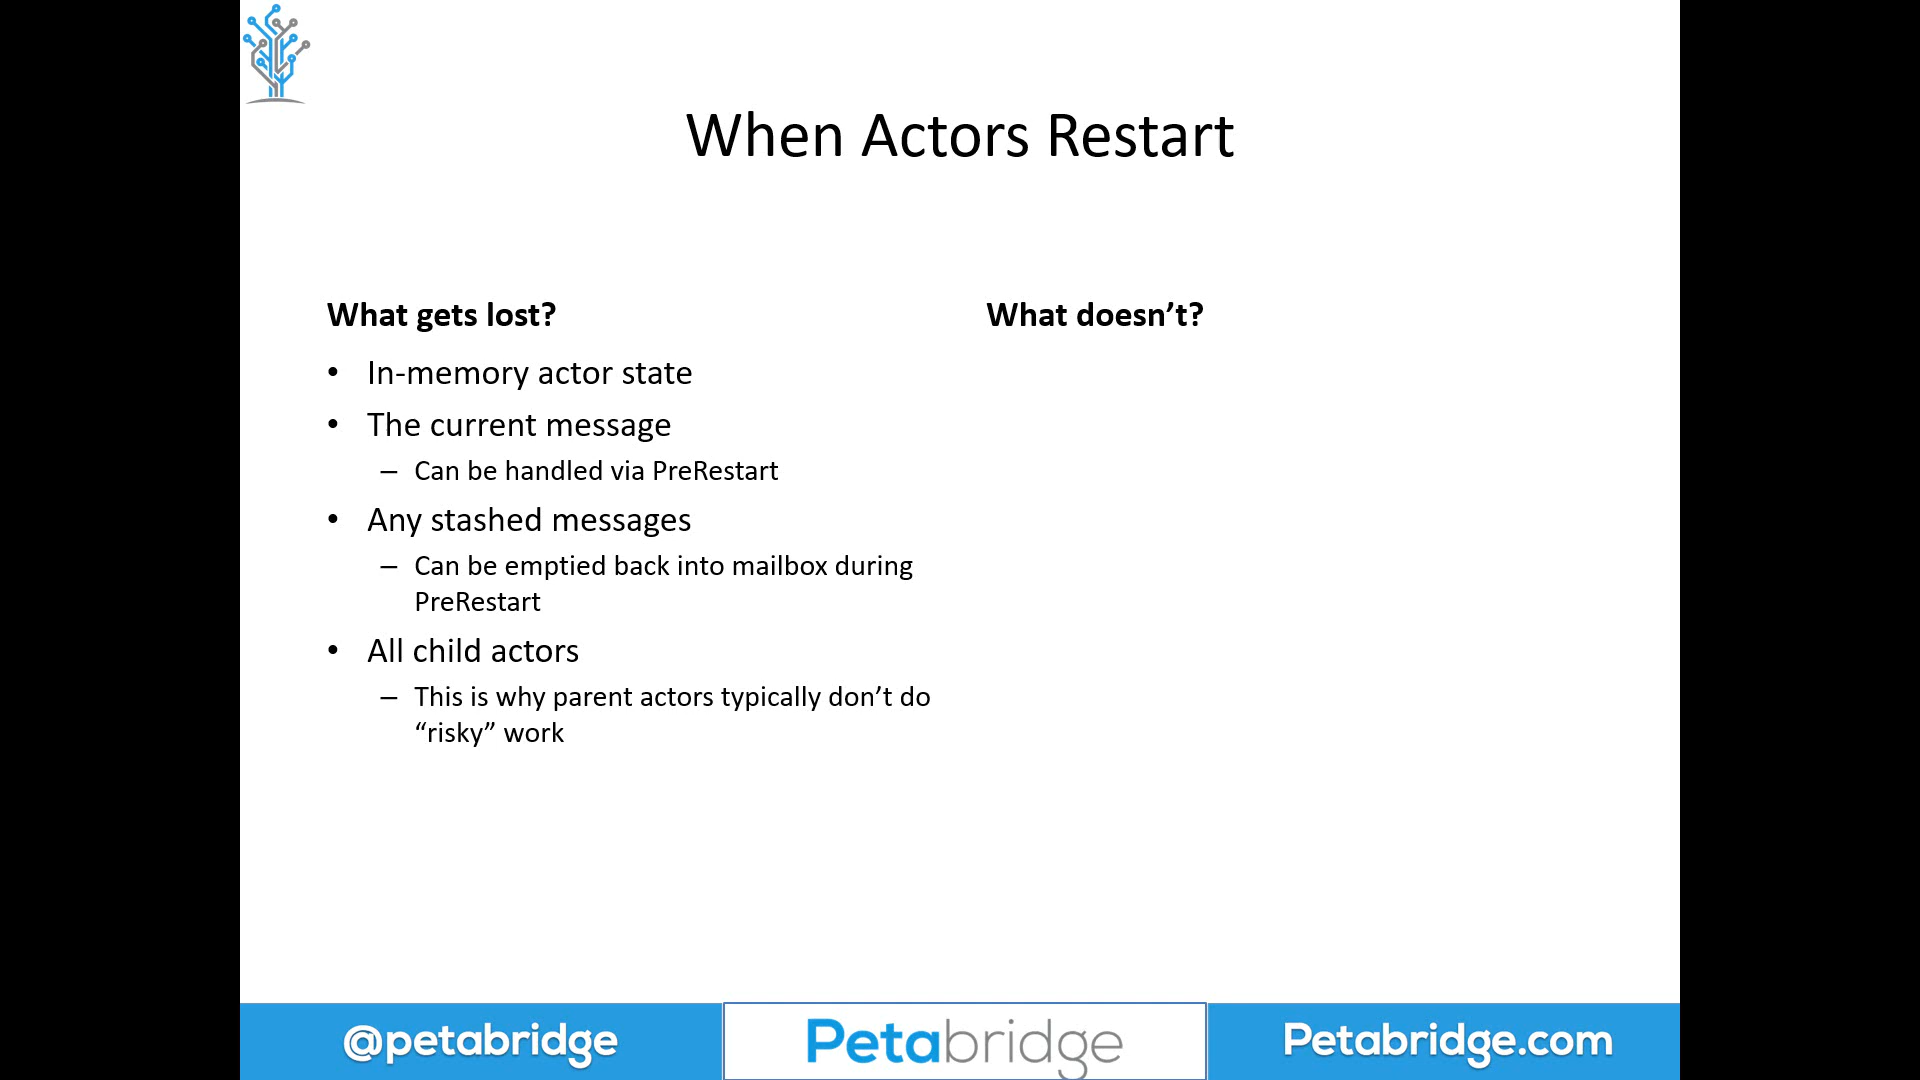 When Actors Restart
What gets lost?
• In-memory actor state
• The current message
– Can be handled via PreRestart
• Any stashed messages
– Can be emptied back into mailbox during
PreRestart
• All child actors
– This is why parent actors typically don’t do
“risky” work
What doesn’t?
@petabridge
Petabridge
Petabridge.com